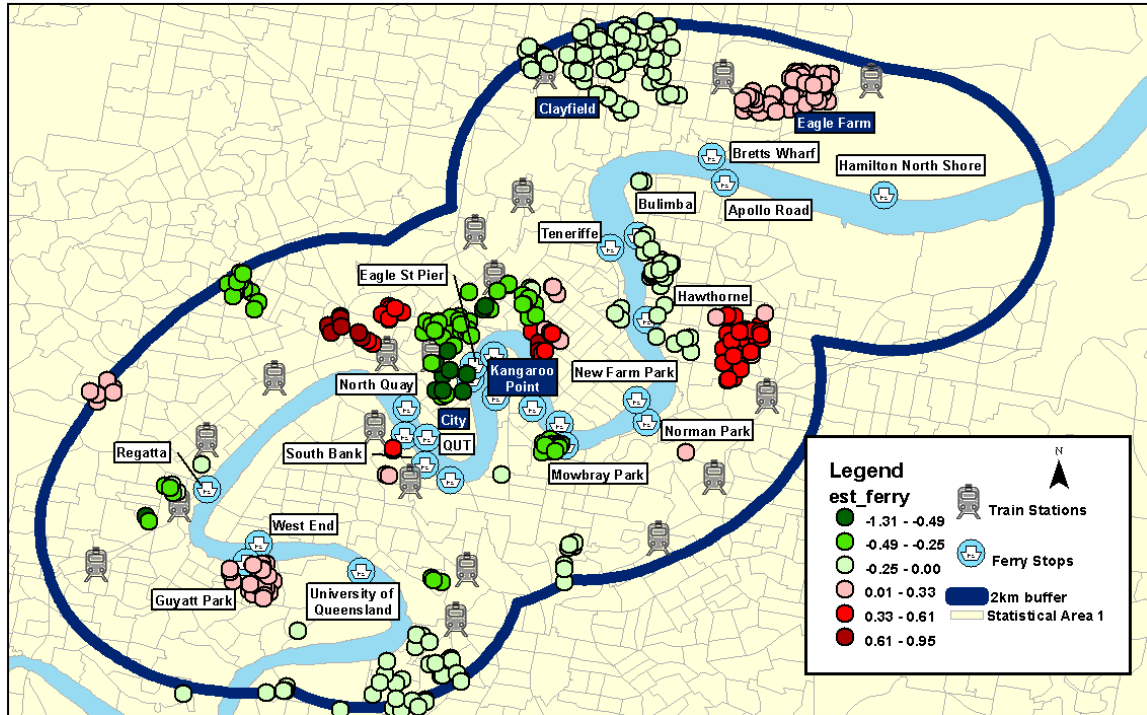 Clayfield
Eagle Farm
Bretts Wharf
Hamilton North Shore
Bulimba
Apollo Road
Teneriffe
Eagle St Pier
Hawthorne
Kangaroo
Point
New Farm Park
North Quay
City
QUT
Norman Park
South Bank
Mowbray Park
Regatta
West End
Guyatt Park
University of
Queensland
N
Legend
est_ferry
-1.31 - -0.49
-0.49 - -0.25
-0.25 - 0.00
0.01 - 0.33
0.33 - 0.61
0.61 - 0.95
Train Stations
Ferry Stops
2km buffer
Statistical Area 1